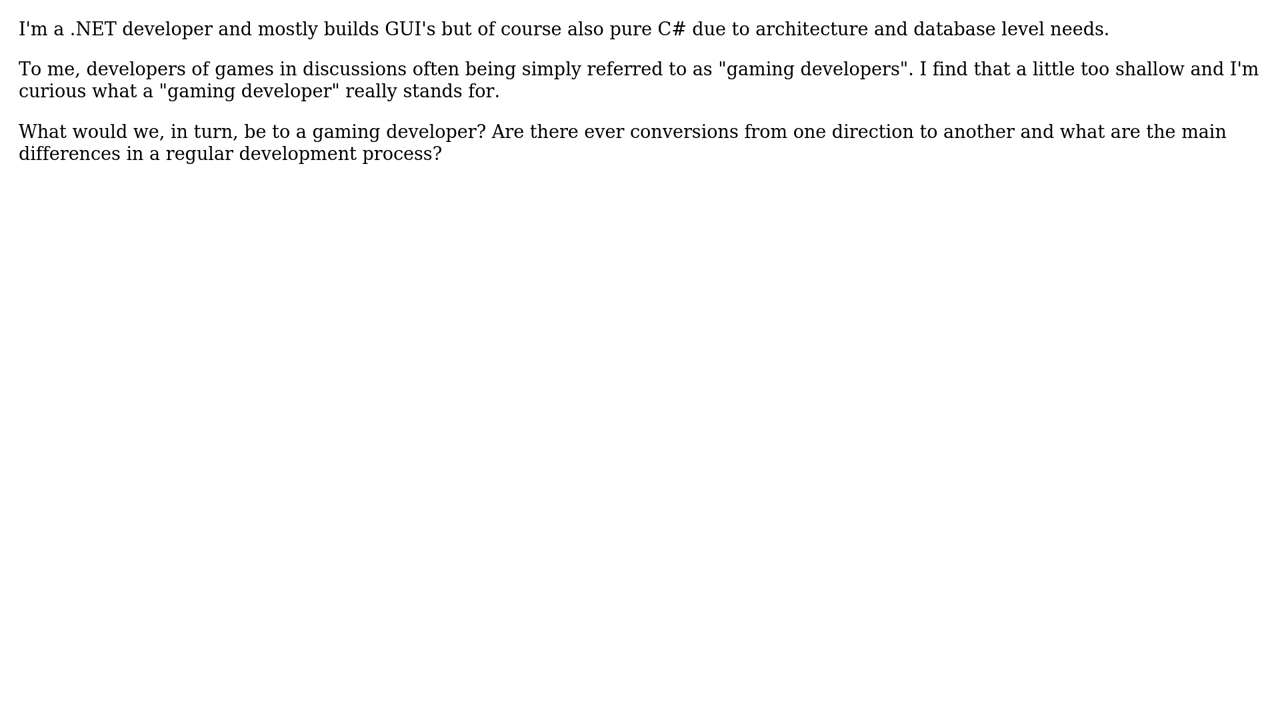 I'm a .NET developer and mostly builds GUI's but of course also pure C# due to architecture and database level needs.
To me, developers of games in discussions often being simply referred to as "gaming developers". I find that a little too shallow and I'm
curious what a "gaming developer" really stands for.
What would we, in turn, be to a gaming developer? Are there ever conversions from one direction to another and what are the main
differences in a regular development process?